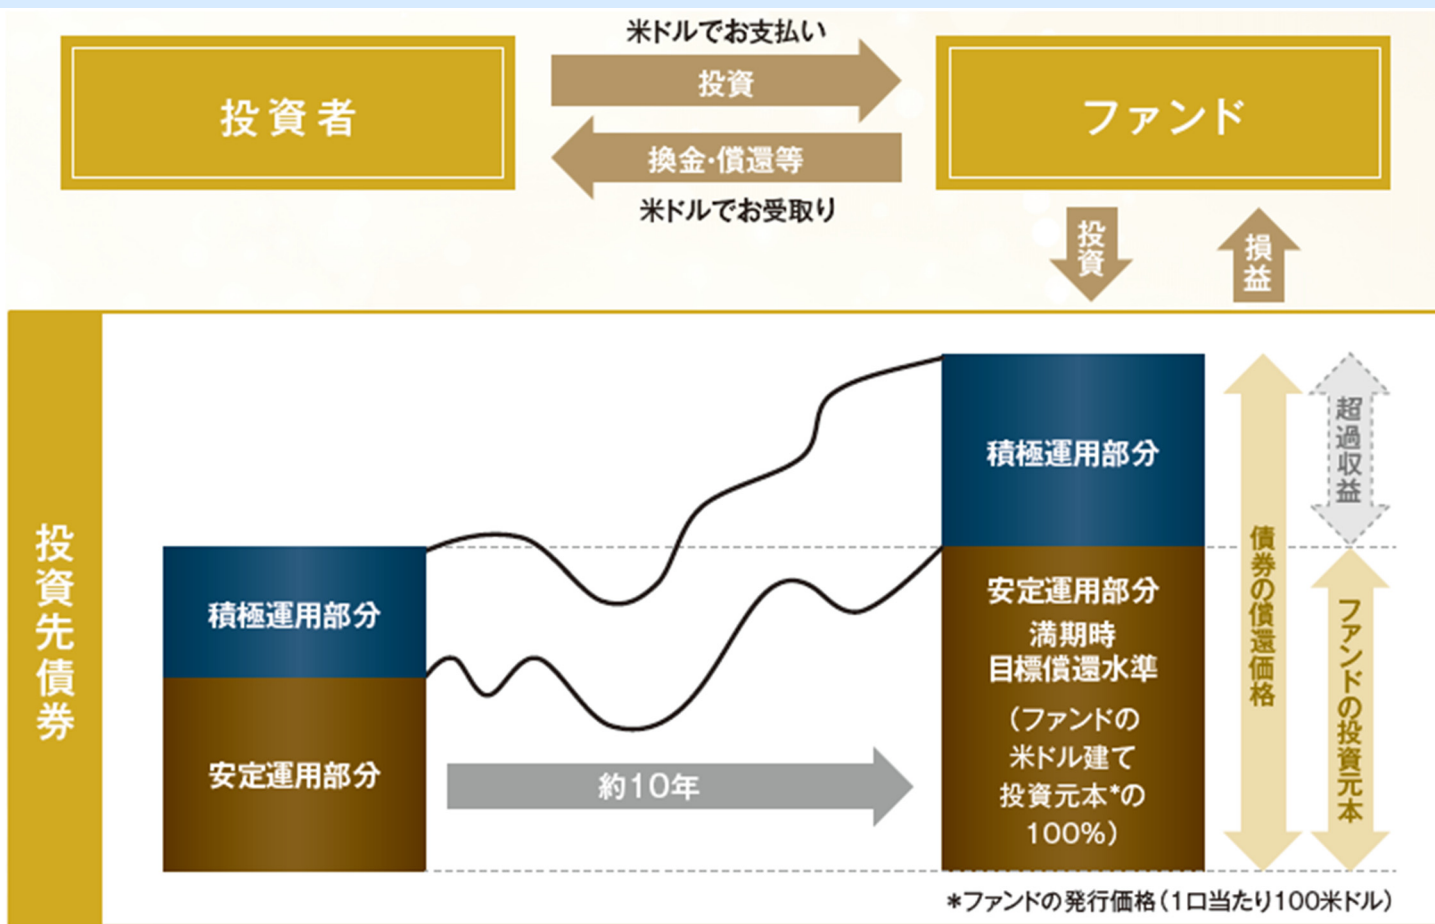 米ドルでお支払い
投資者
投資
ファンド
換金・償還等
米ドルでお受取り
投資
損益
投資先債券
積極運用部分
安定運用部分
約10年
積極運用部分
安定運用部分
満期時
目標償還水準
（ファンドの
米ドル建て
投資元本*の
100%）
債券の償還価格
超過収益
ファンドの投資元本
*ファンドの発行価格（1口当たり100米ドル）